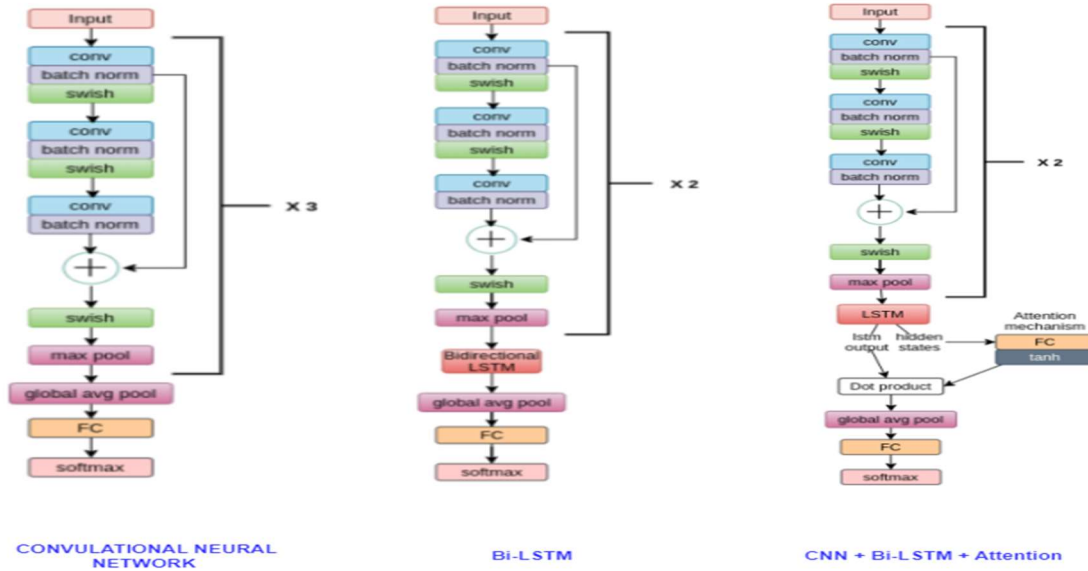 Input
conv
batch norm
swish
conv
batch norm
swish
conv
batch norm
swish
max pool
global avg pool
FC
softmax
X 3
CONVULATIONAL NEURAL
NETWORK
Input
conv
batch norm
swish
conv
batch norm
swish
conv
batch norm
swish
max pool
Bidirectional
LSTM
global avg pool
FC
softmax
X 2
Bi-LSTM
Input
conv
batch norm
swish
conv
batch norm
swish
conv
batch norm
swish
max pool
LSTM
lstm
output
hidden
states
Attention
mechanism
FC
tanh
Dot product
global avg pool
FC
softmax
X 2
CNN + Bi-LSTM + Attention